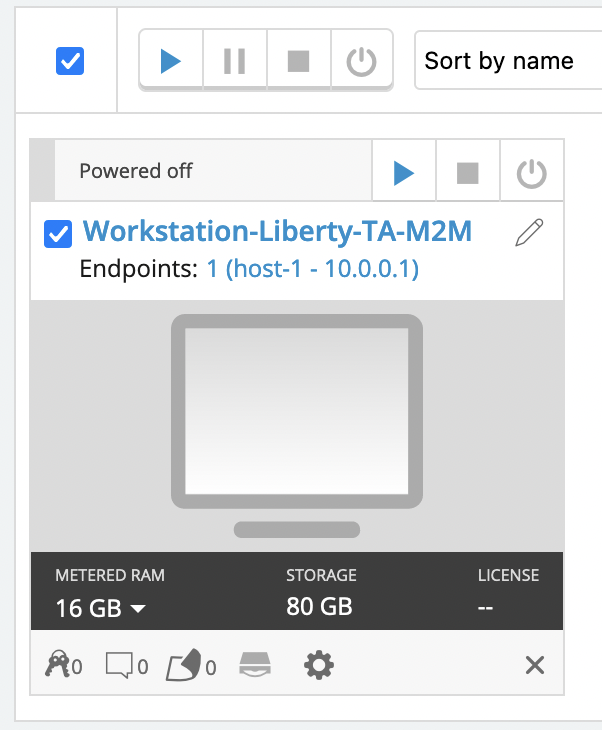 Sort by name
Powered off
Workstation-Liberty-TA-M2M
Endpoints: 1 (host-1 - 10.0.0.1)
METERED RAM STORAGE LICENSE
16 GB 80 GB --
0 0 0